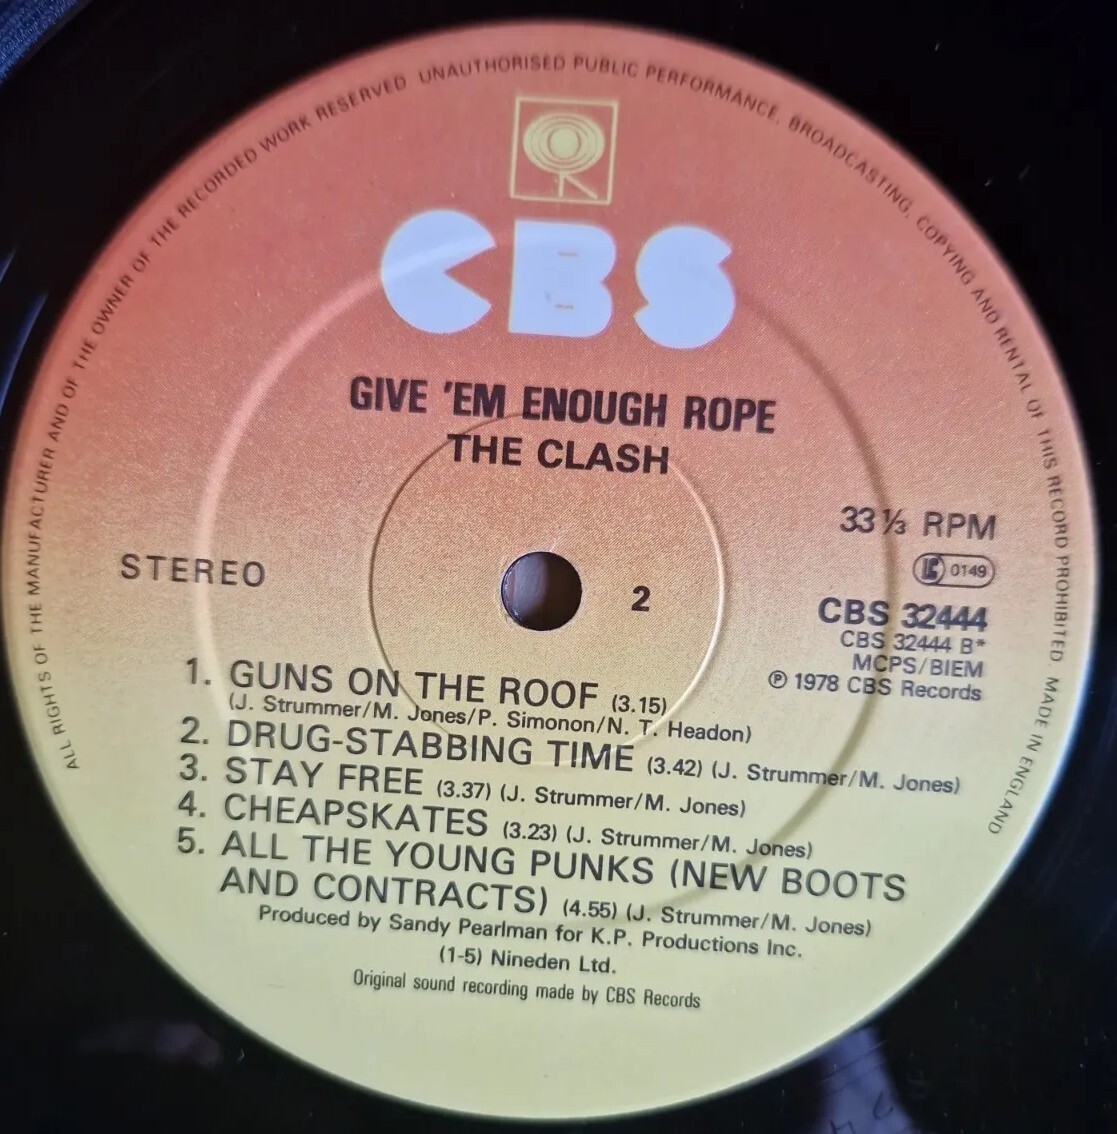 ALL RIGHTS OF THE MANUFACTURER AND OF THE OWNER OF THE RECORDED WORK RESERVED UNAUTHORISED PUBLIC PERFORMANCE, BROADCASTING, COPYING AND RENTAL OF THIS RECORD PROHIBITED. MADE IN ENGLAND
CBS
GIVE 'EM ENOUGH ROPE
THE CLASH
33⅓ RPM
STEREO
LC 0149
2
CBS 32444
CBS 32444 B*
MCPS/BIEM
℗ 1978 CBS Records
1. GUNS ON THE ROOF (3.15)
(J. Strummer/M. Jones/P. Simonon/N. T. Headon)
2. DRUG-STABBING TIME (3.42) (J. Strummer/M. Jones)
3. STAY FREE (3.37) (J. Strummer/M. Jones)
4. CHEAPSKATES (3.23) (J. Strummer/M. Jones)
5. ALL THE YOUNG PUNKS (NEW BOOTS
AND CONTRACTS) (4.55) (J. Strummer/M. Jones)
Produced by Sandy Pearlman for K.P. Productions Inc.
(1-5) Nineden Ltd.
Original sound recording made by CBS Records